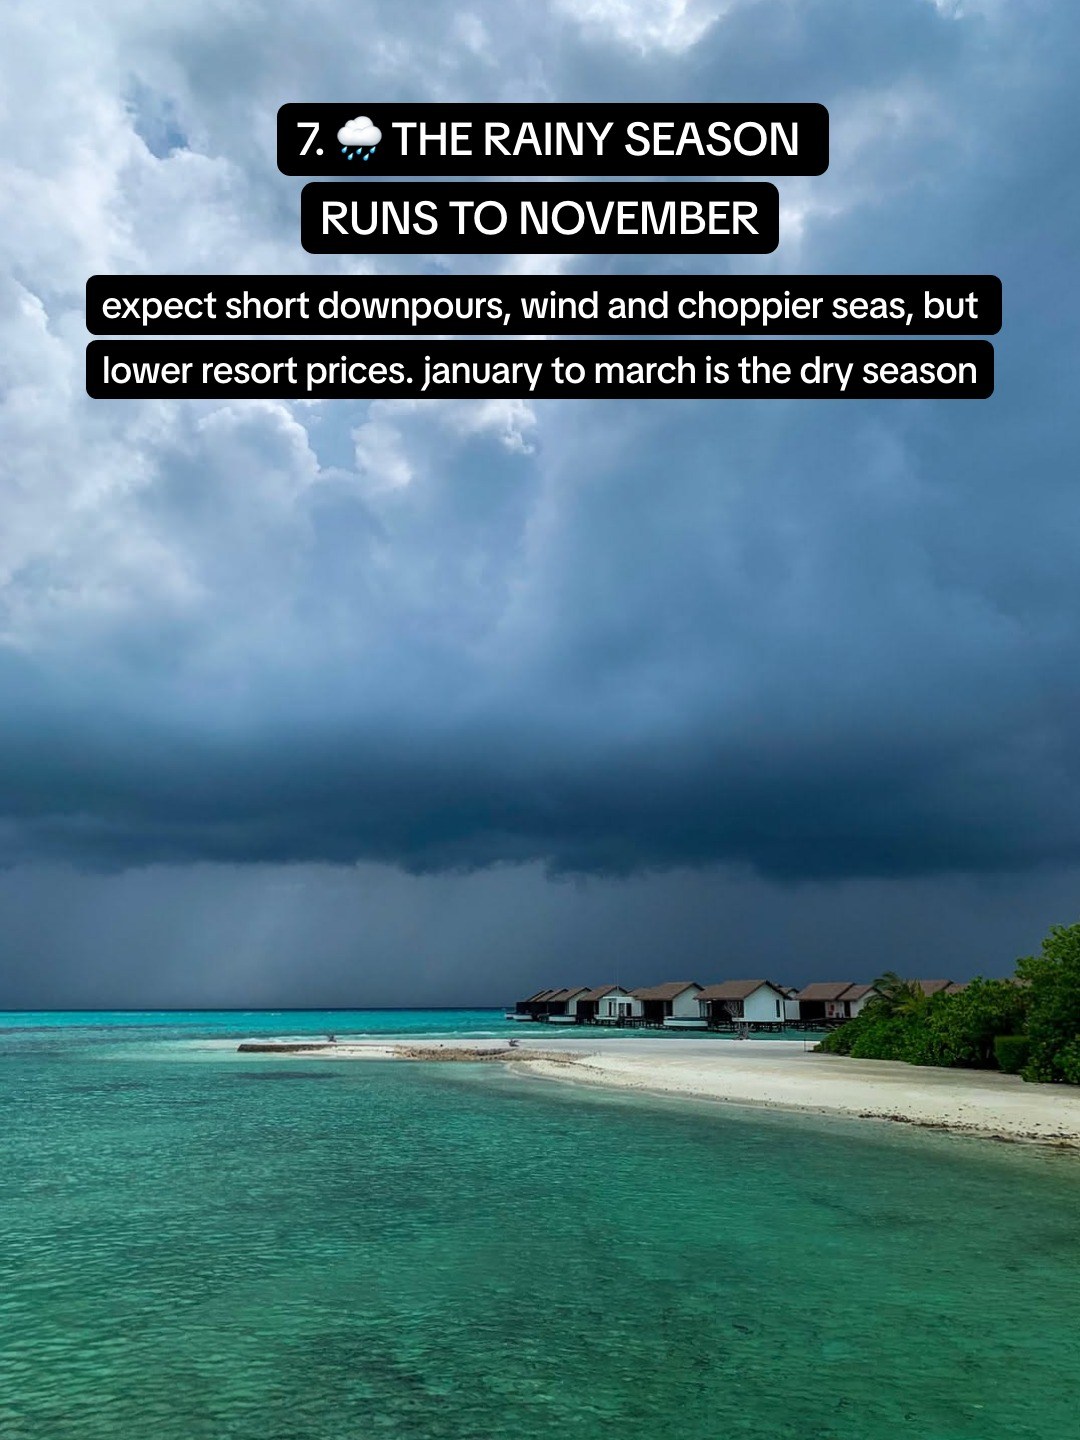 7. 🌧️ THE RAINY SEASON
RUNS TO NOVEMBER
expect short downpours, wind and choppier seas, but
lower resort prices. january to march is the dry season